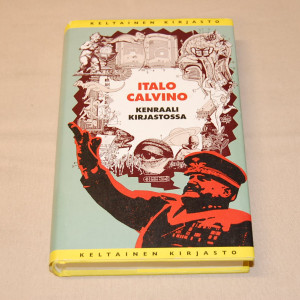 KELTAINEN KIRJASTO
ITALO
CALVINO
KENRAALI
KIRJASTOSSA
KELTAINEN KIRJASTO